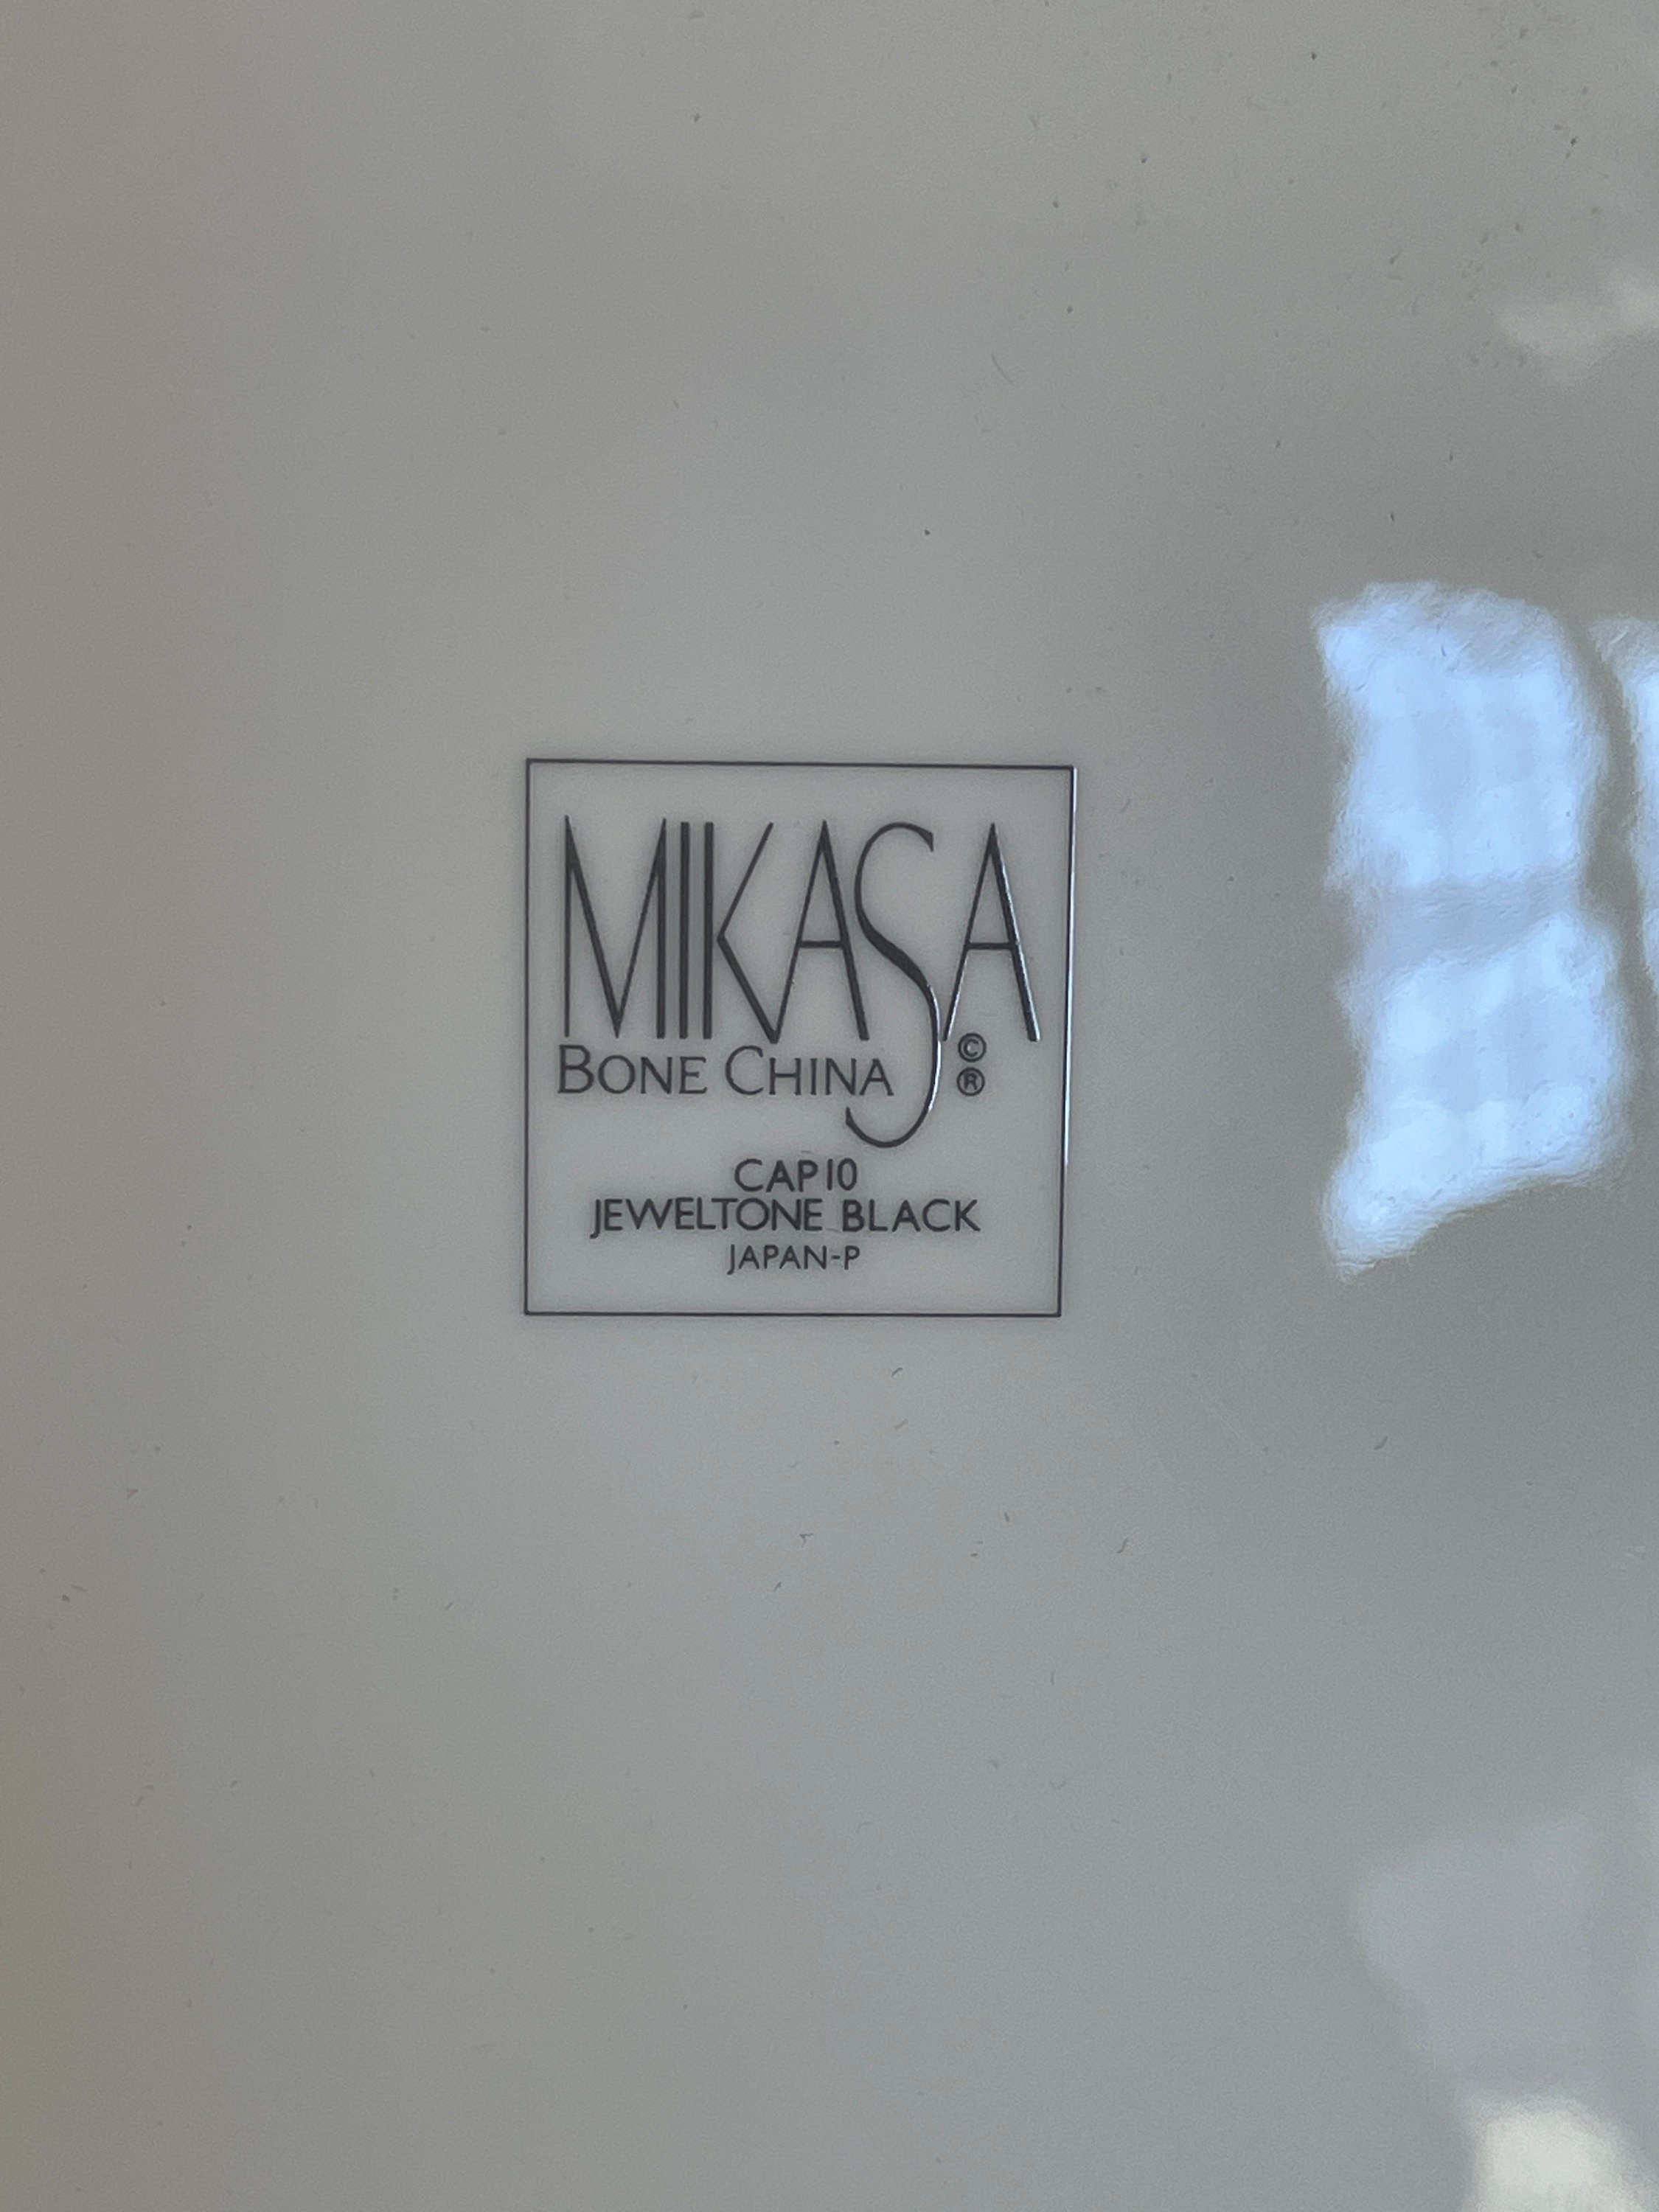 MIKASA
BONE CHINA ©
®
CAP10
JEWELTONE BLACK
JAPAN-P